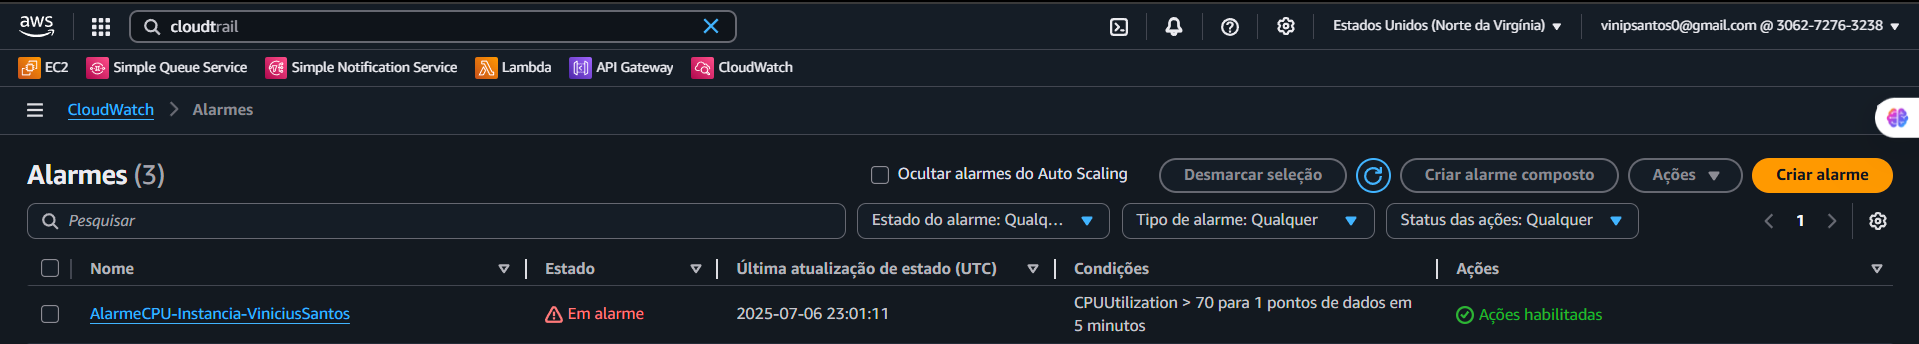 aws
cloudtrail
Estados Unidos (Norte da Virgínia)
vinipsantos0@gmail.com @ 3062-7276-3238
EC2 Simple Queue Service Simple Notification Service Lambda API Gateway CloudWatch
CloudWatch Alarmes
Alarmes (3)
Ocultar alarmes do Auto Scaling
Desmarcar seleção
Criar alarme composto
Ações
Criar alarme
Pesquisar
Estado do alarme: Qualq...
Tipo de alarme: Qualquer
Status das ações: Qualquer
1
Nome Estado Última atualização de estado (UTC) Condições Ações
AlarmeCPU-Instancia-ViniciusSantos
Em alarme
2025-07-06 23:01:11
CPUUtilization > 70 para 1 pontos de dados em
5 minutos
Ações habilitadas